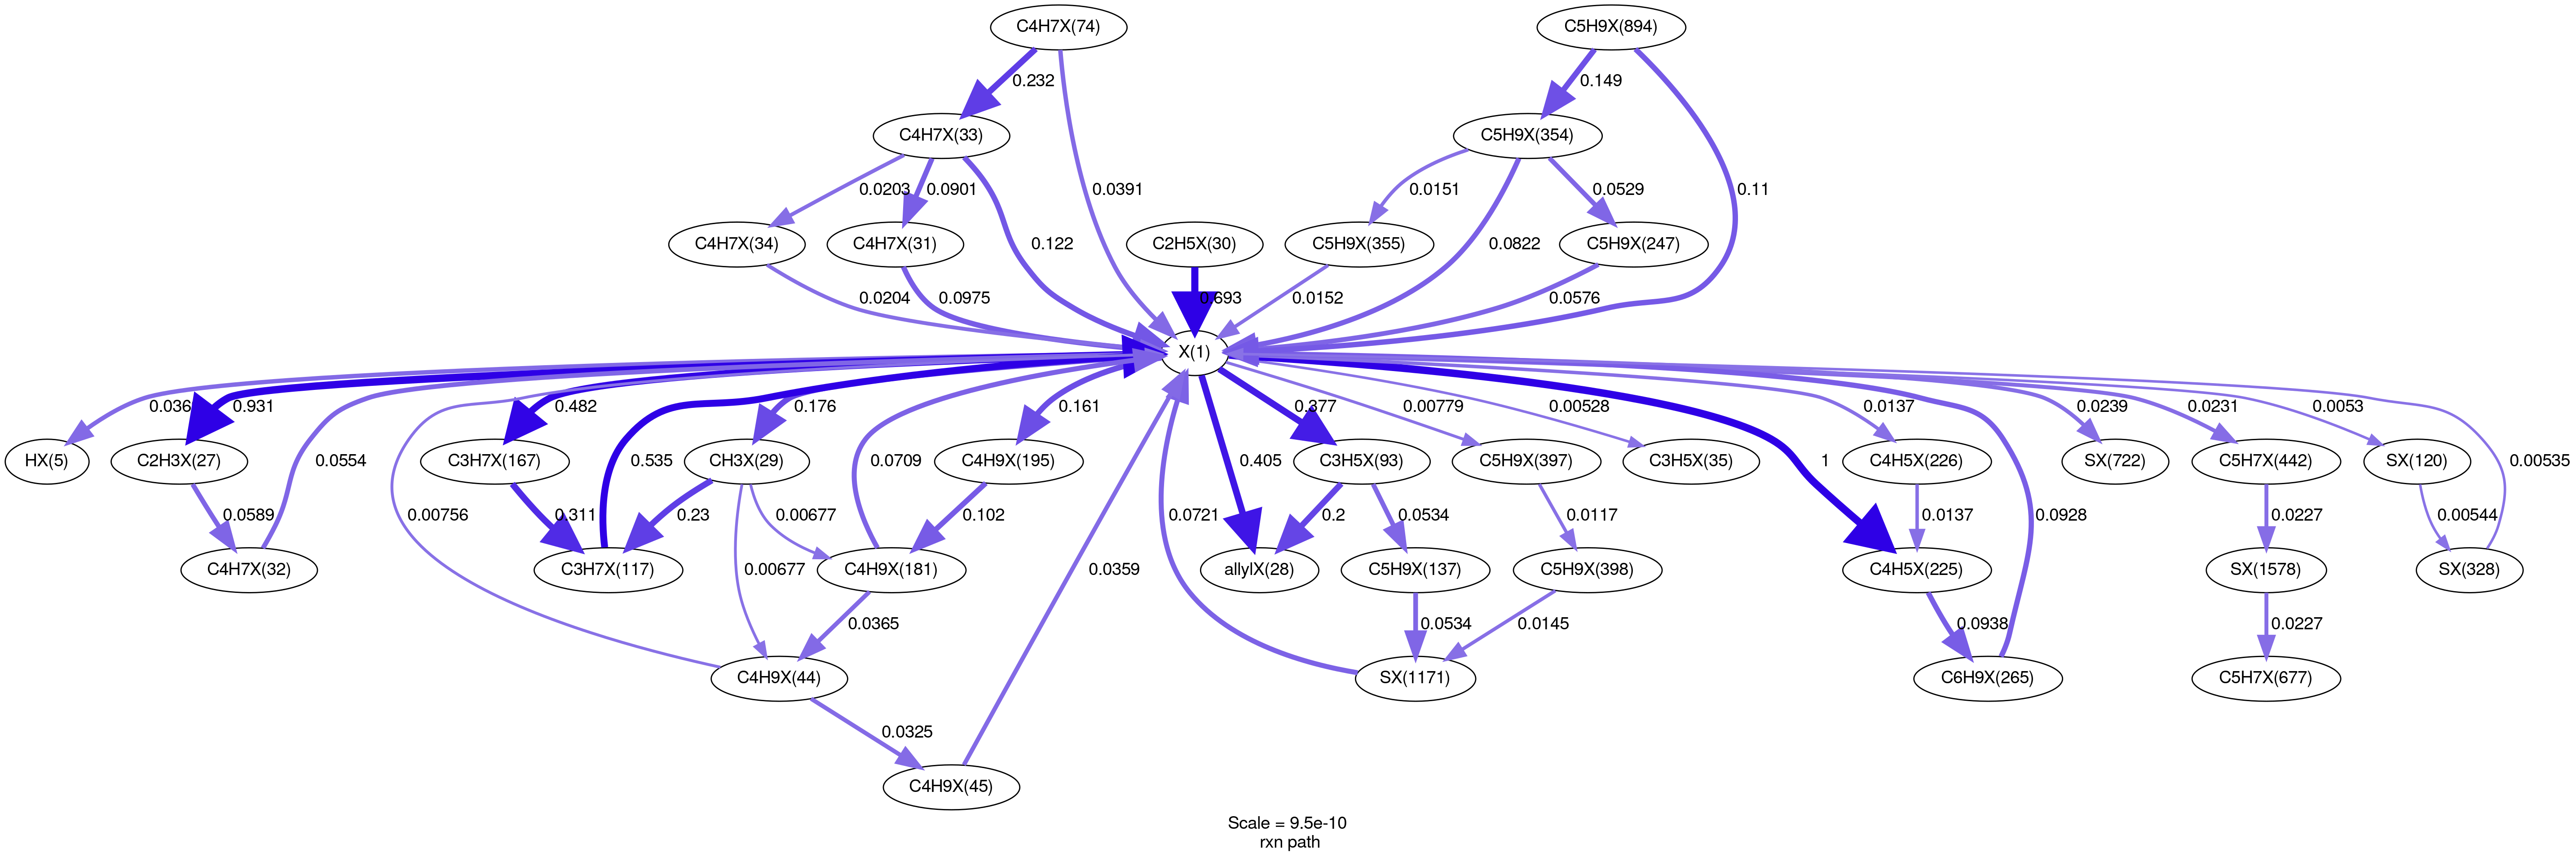 C4H7X(74)
C5H9X(894)
0.232
0.149
C4H7X(33)
C5H9X(354)
0.0203
0.0901
0.0391
0.0151
0.0529
0.11
C4H7X(34)
C4H7X(31)
0.122
C2H5X(30)
C5H9X(355)
0.0822
C5H9X(247)
0.0204
0.0975
0.693
0.0152
0.0576
X(1)
0.036
0.931
0.482
0.176
0.161
0.405
0.377
0.00779
0.00528
1
0.0137
0.0239
0.0231
0.0053
0.00535
HX(5)
C2H3X(27)
0.0554
C3H7X(167)
0.535
CH3X(29)
0.0709
C4H9X(195)
C3H5X(93)
C5H9X(397)
C3H5X(35)
C4H5X(226)
SX(722)
C5H7X(442)
SX(120)
0.0589
0.311
0.23
0.00677
0.102
0.0721
0.2
0.0534
0.0117
0.0137
0.0928
0.0227
0.00544
C4H7X(32)
0.00756
C3H7X(117)
0.00677
C4H9X(181)
0.0359
allylX(28)
C5H9X(137)
C5H9X(398)
C4H5X(225)
SX(1578)
SX(328)
0.0365
0.0534
0.0145
0.0938
0.0227
C4H9X(44)
SX(1171)
C6H9X(265)
C5H7X(677)
0.0325
C4H9X(45)
Scale = 9.5e-10
rxn path